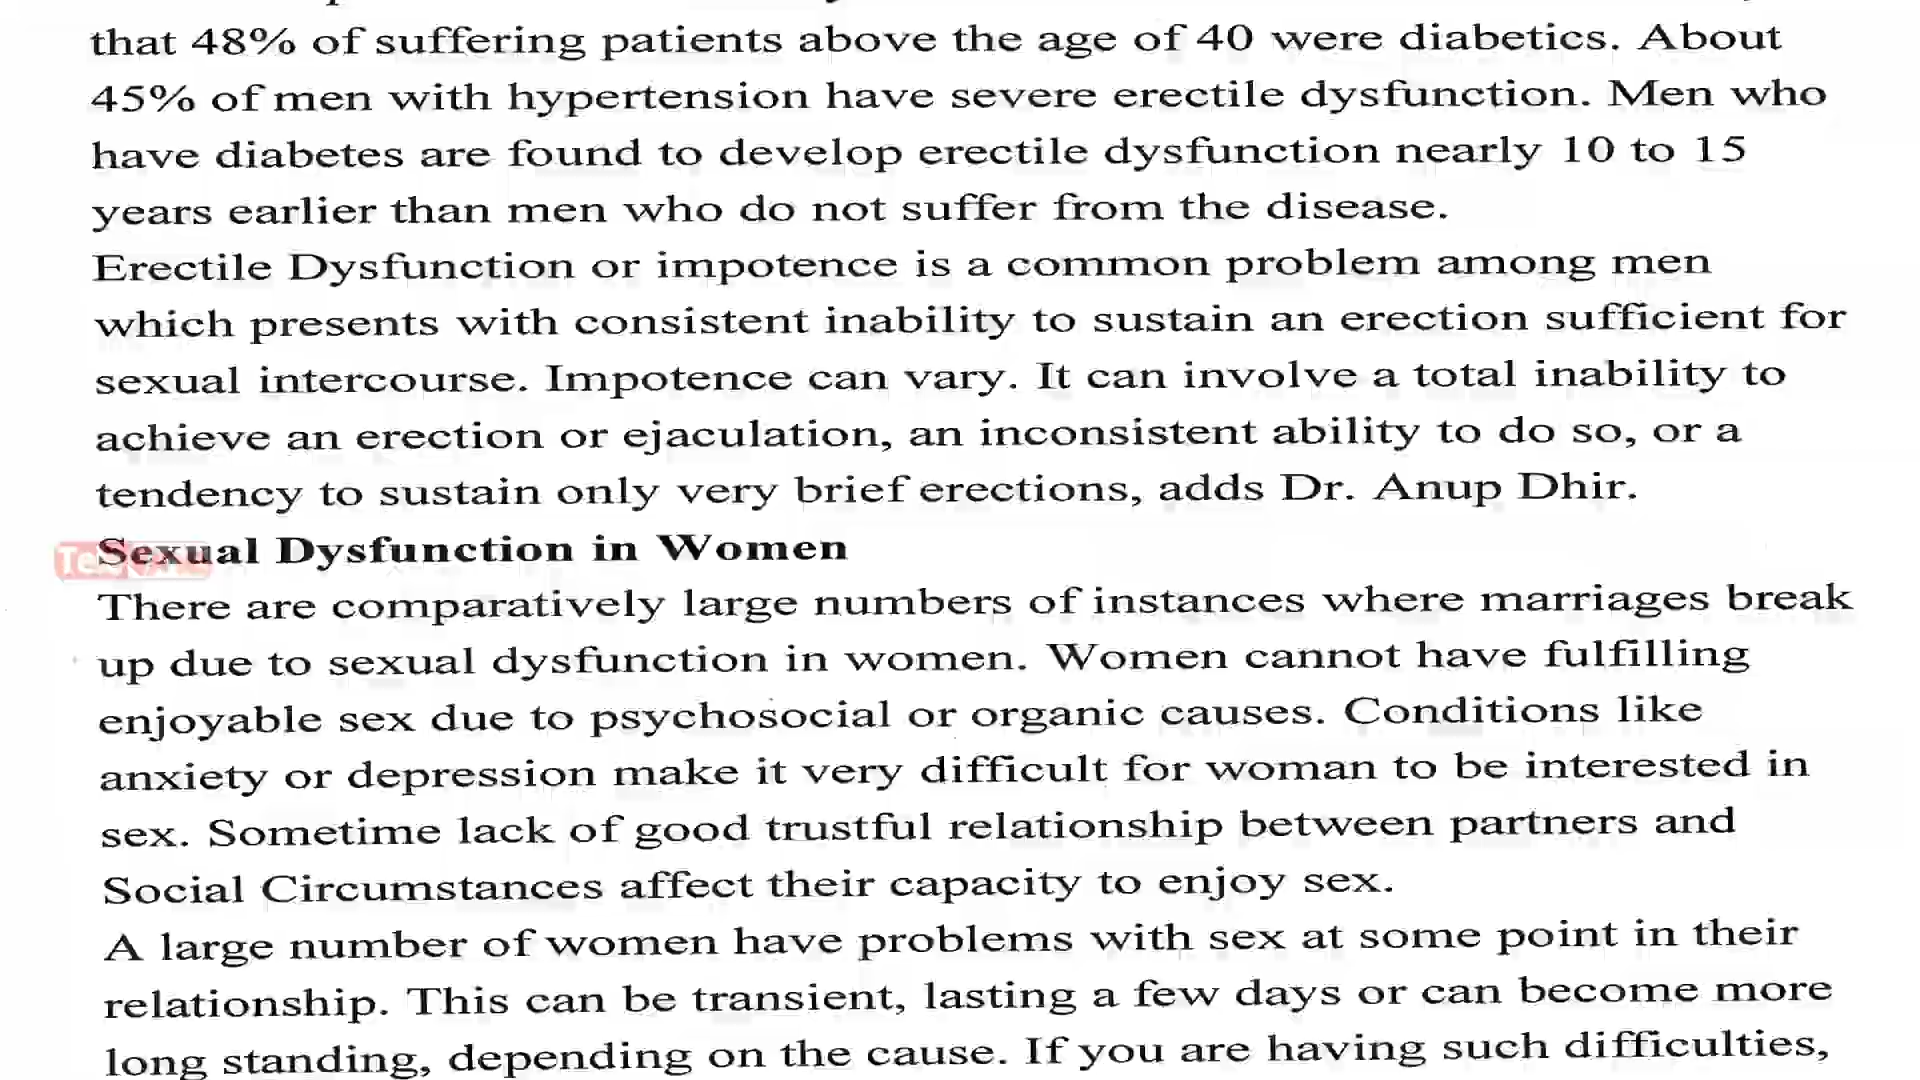 that 48% of suffering patients above the age of 40 were diabetics. About
45% of men with hypertension have severe erectile dysfunction. Men who
have diabetes are found to develop erectile dysfunction nearly 10 to 15
years earlier than men who do not suffer from the disease.
Erectile Dysfunction or impotence is a common problem among men
which presents with consistent inability to sustain an erection sufficient for
sexual intercourse. Impotence can vary. It can involve a total inability to
achieve an erection or ejaculation, an inconsistent ability to do so, or a
tendency to sustain only very brief erections, adds Dr. Anup Dhir.
Sexual Dysfunction in Women
There are comparatively large numbers of instances where marriages break
up due to sexual dysfunction in women. Women cannot have fulfilling
enjoyable sex due to psychosocial or organic causes. Conditions like
anxiety or depression make it very difficult for woman to be interested in
sex. Sometime lack of good trustful relationship between partners and
Social Circumstances affect their capacity to enjoy sex.
A large number of women have problems with sex at some point in their
relationship. This can be transient, lasting a few days or can become more
long standing, depending on the cause. If you are having such difficulties,